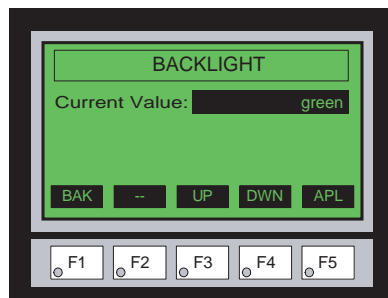 BACKLIGHT
Current Value: green
BAK -- UP DWN APL
F1 F2 F3 F4 F5